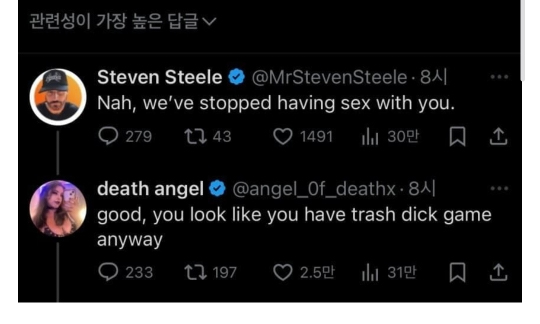 관련성이 가장 높은 답글
Steven Steele @MrStevenSteele · 8시
Nah, we've stopped having sex with you.
279 43 1491 30만
death angel @angel_0f_deathx · 8시
good, you look like you have trash dick game
anyway
233 197 2.5만 31만